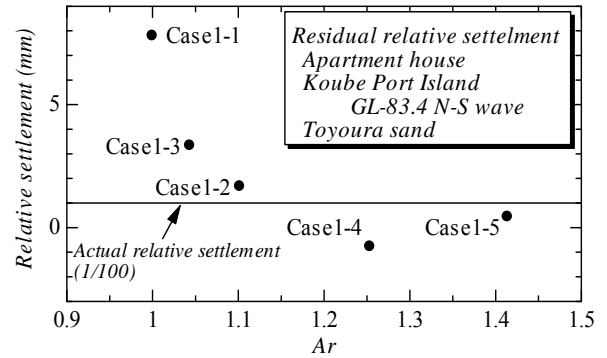 Relative settlement (mm)
5
0
Case1-1
Case1-3
Case1-2
Case1-4
Case1-5
Residual relative settelment
Apartment house
Koube Port Island
GL-83.4 N-S wave
Toyoura sand
Actual relative settlement
(1/100)
0.9 1 1.1 1.2 1.3 1.4 1.5
Ar